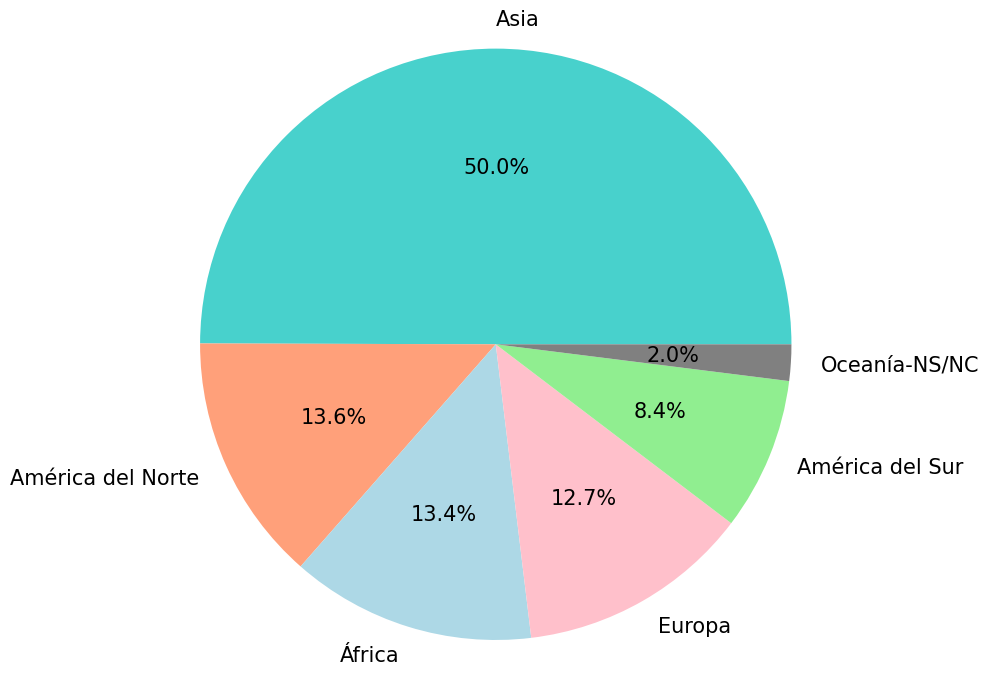 Asia
50.0%
2.0%
Oceanía-NS/NC
8.4%
América del Sur
13.6%
América del Norte
13.4%
12.7%
Europa
África